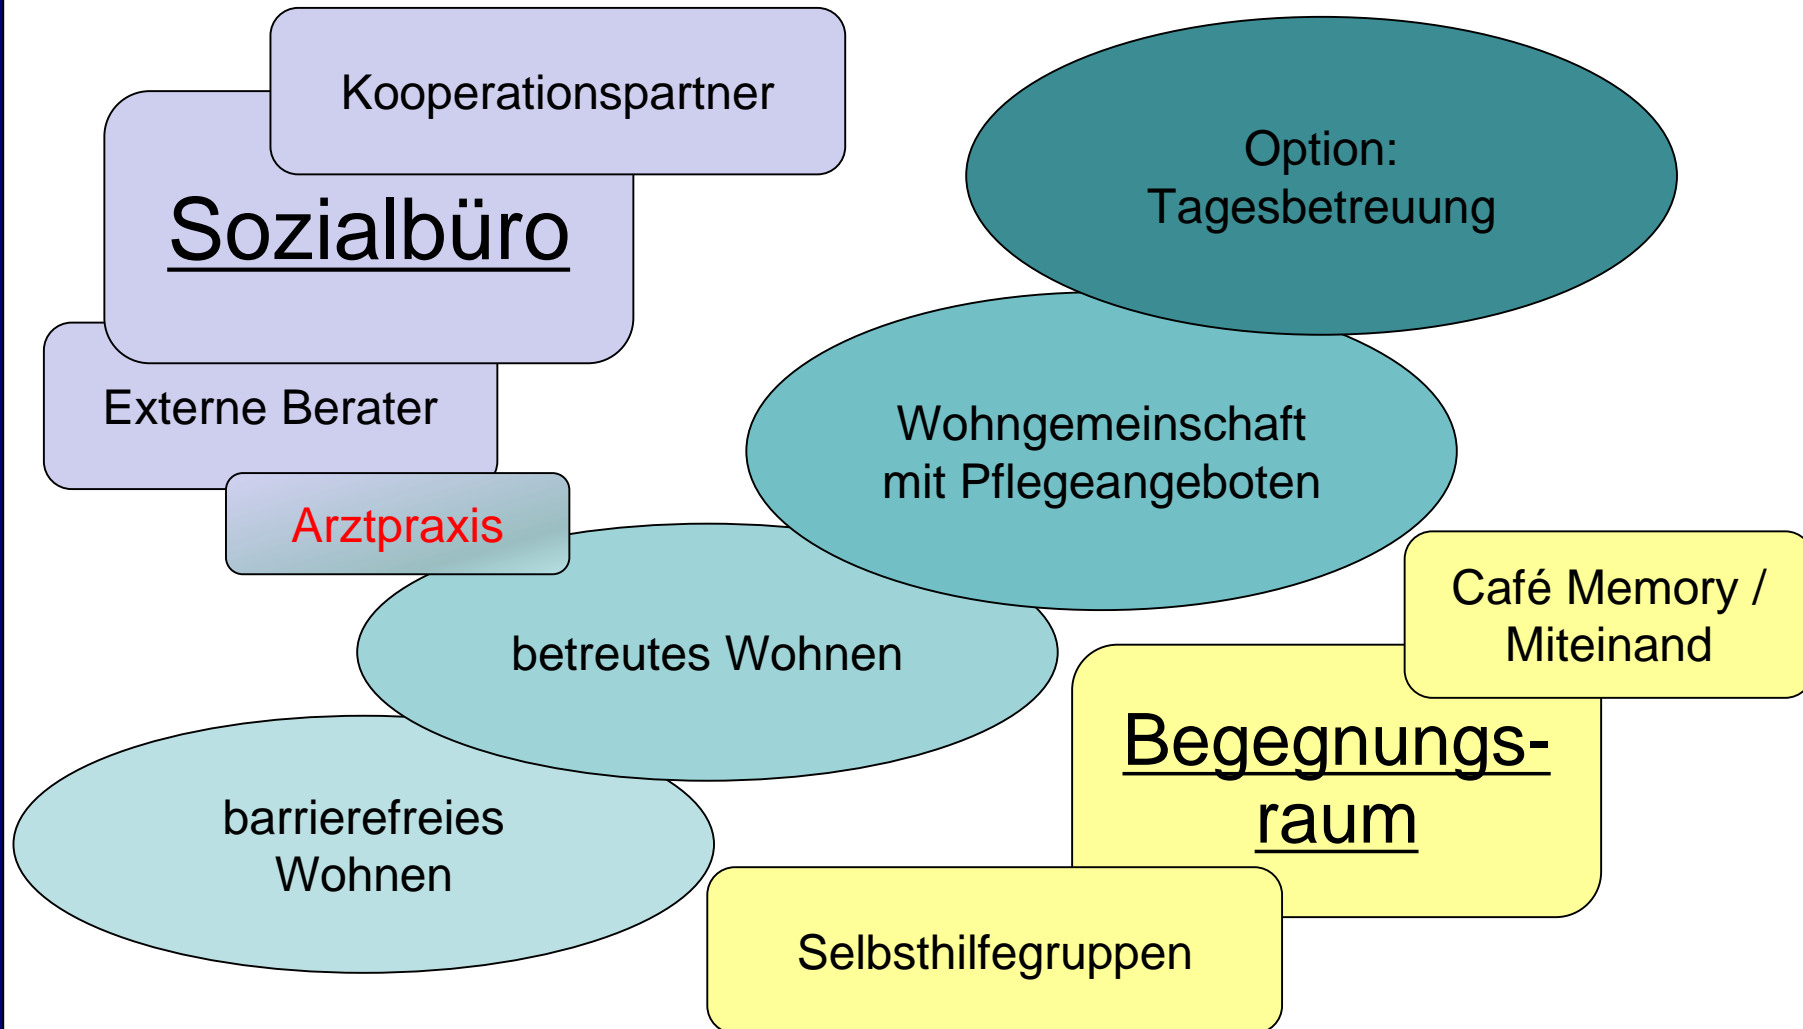 Kooperationspartner
Sozialbüro
Externe Berater
Arztpraxis
Option:
Tagesbetreuung
Wohngemeinschaft
mit Pflegeangeboten
betreutes Wohnen
barrierefreies
Wohnen
Café Memory /
Miteinand
Begegnungs-
raum
Selbsthilfegruppen